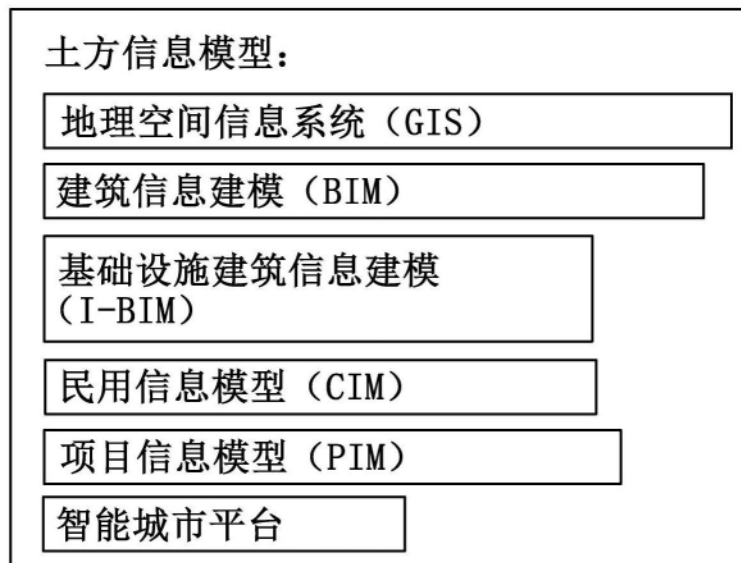 土方信息模型：
地理空间信息系统（GIS）
建筑信息建模（BIM）
基础设施建筑信息建模
（I-BIM）
民用信息模型（CIM）
项目信息模型（PIM）
智能城市平台